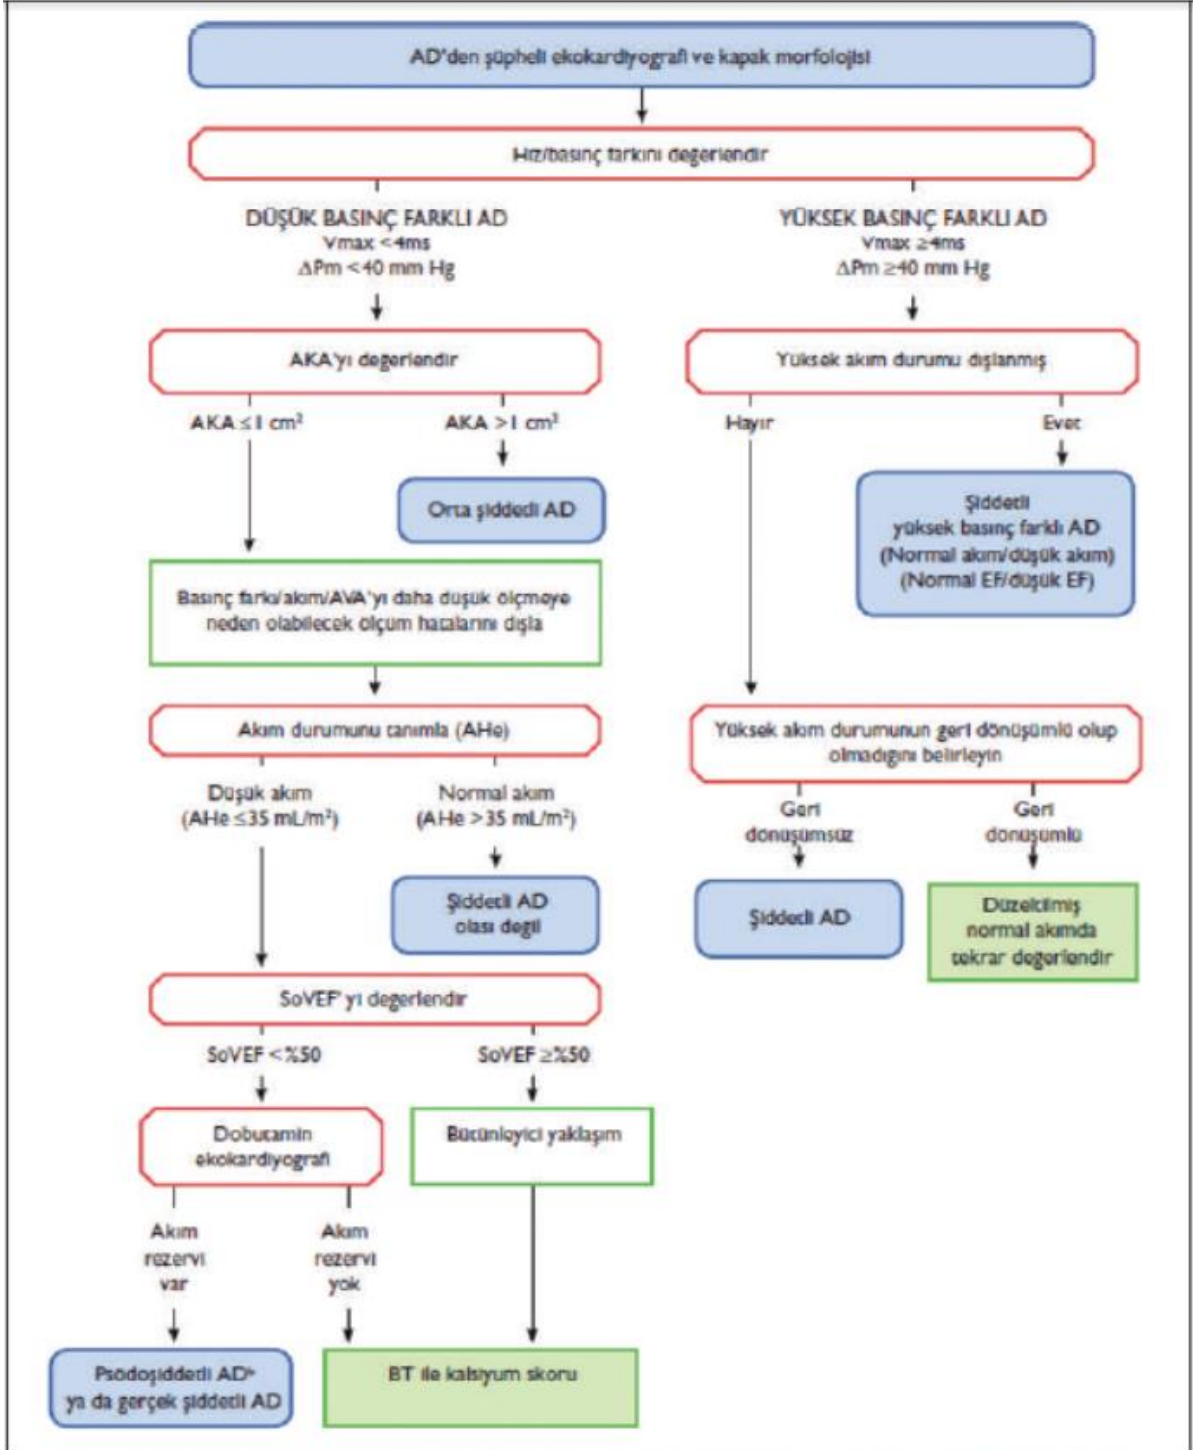 AD'den şüpheli ekokardiyografi ve kapak morfolojisi
Hız/basınç farkını değerlendir
DÜŞÜK BASINÇ FARKLI AD
Vmax <4ms
ΔPm <40 mm Hg
YÜKSEK BASINÇ FARKLI AD
Vmax ≥4ms
ΔPm ≥40 mm Hg
AKA'yı değerlendir
Yüksek akım durumu dışlanmış
AKA ≤1 cm²
AKA >1 cm²
Hayır
Evet
Orta şiddetli AD
Şiddetli
yüksek basınç farklı AD
(Normal akım/düşük akım)
(Normal EF/düşük EF)
Basınç farkı/akım/AVA'yı daha düşük ölçmeye
neden olabilecek ölçüm hatalarını dışla
Akım durumunu tanımla (AHe)
Yüksek akım durumunun geri dönüşümlü olup
olmadığını belirleyin
Düşük akım
(AHe ≤35 mL/m²)
Normal akım
(AHe >35 mL/m²)
Geri
dönüşümsüz
Geri
dönüşümlü
Şiddetli AD
olası değil
Şiddetli AD
Düzeltilmiş
normal akımda
tekrar değerlendir
SoVEF'yi değerlendir
SoVEF <%50
SoVEF ≥%50
Dobutamin
ekokardiyografi
Bütünleyici yaklaşım
Akım
rezervi
var
Akım
rezervi
yok
Psödoşiddetli ADᵇ
ya da gerçek şiddetli AD
BT ile kalsiyum skoru